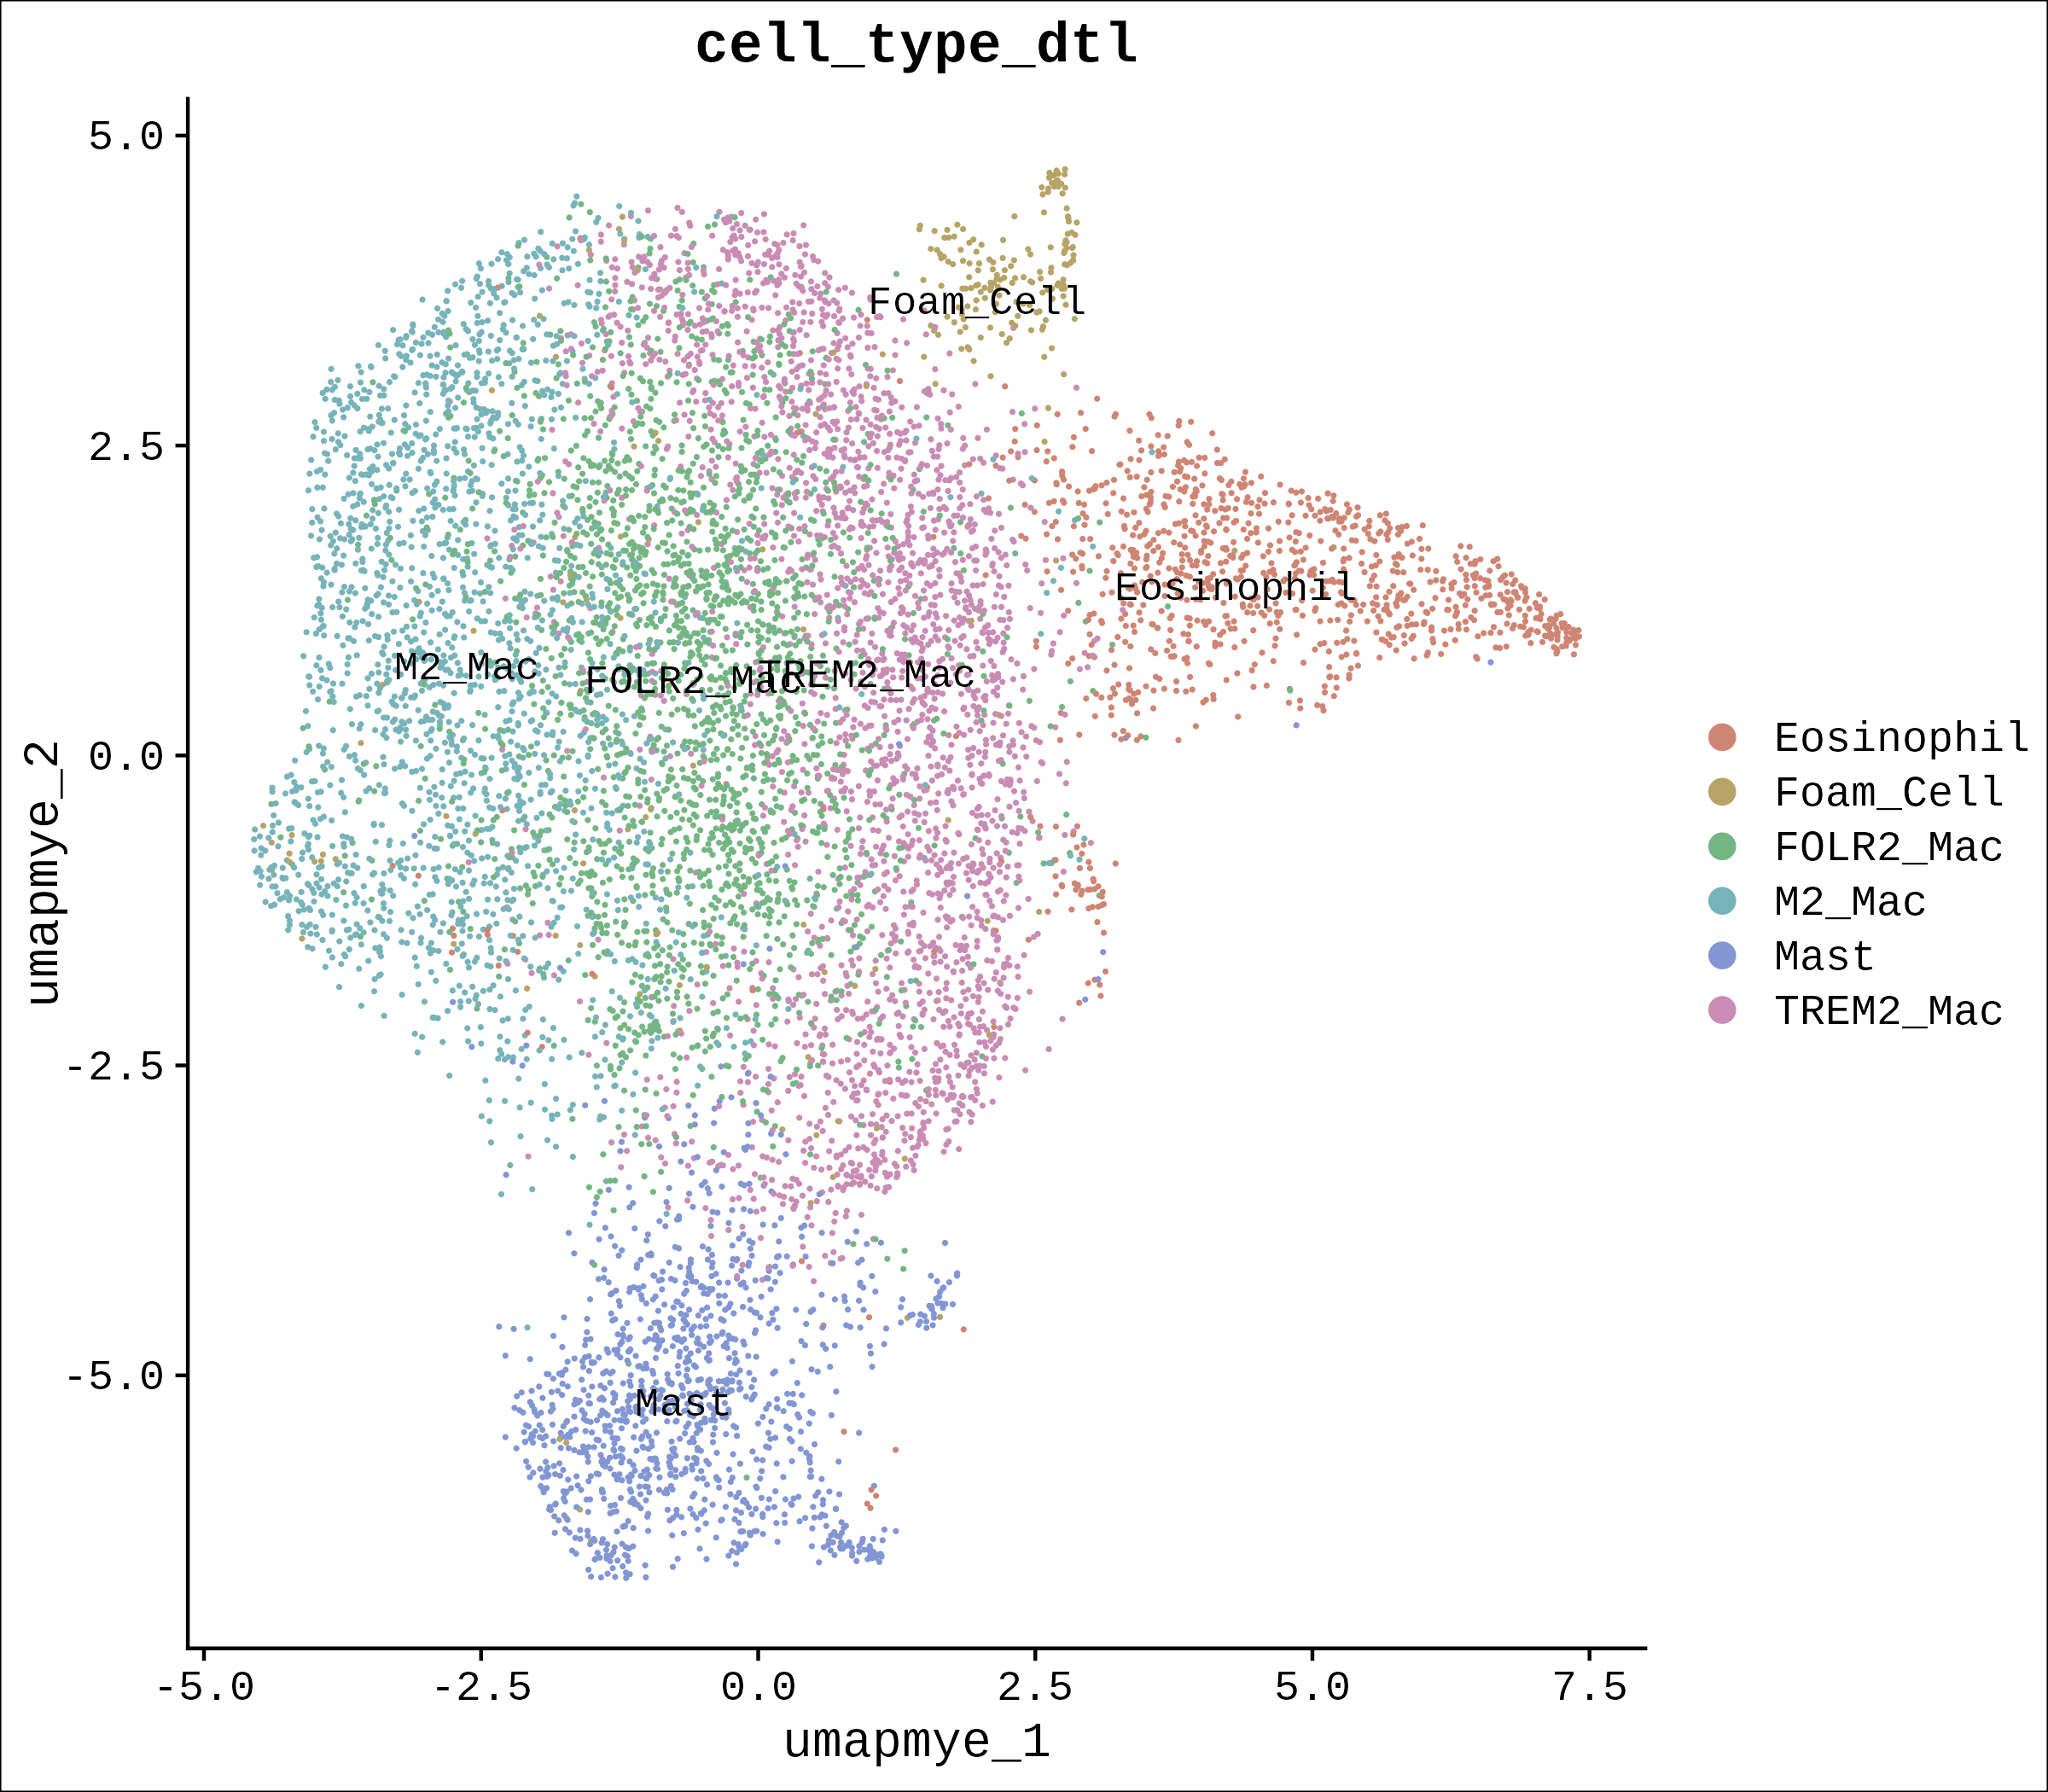 cell_type_dtl
5.0
2.5
0.0
-2.5
-5.0
umapmye_2
Foam_Cell
Eosinophil
M2_Mac
FOLR2_Mac
TREM2_Mac
Mast
Eosinophil
Foam_Cell
FOLR2_Mac
M2_Mac
Mast
TREM2_Mac
-5.0
-2.5
0.0
2.5
5.0
7.5
umapmye_1